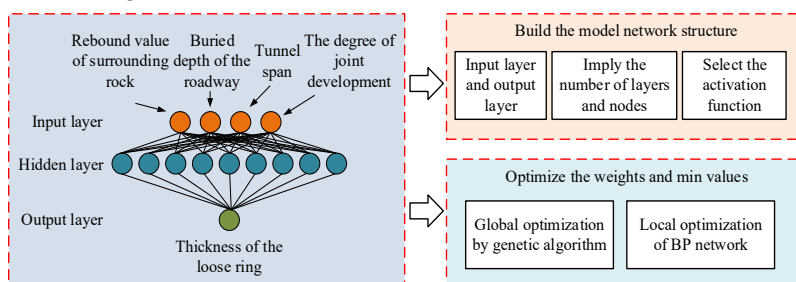 Rebound value
of surrounding
rock
Buried
depth of the
roadway
Tunnel
span
The degree of
joint
development
Input layer
Hidden layer
Output layer
Thickness of the
loose ring
Build the model network structure
Input layer
and output
layer
Imply the
number of layers
and nodes
Select the
activation
function
Optimize the weights and min values
Global optimization
by genetic algorithm
Local optimization
of BP network